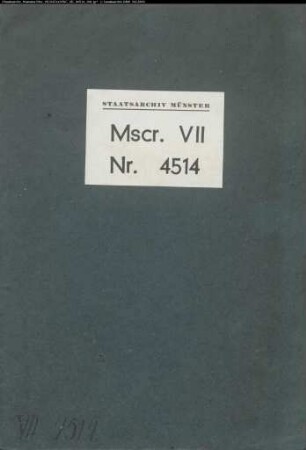 STAATSARCHIV MÜNSTER
Mscr. VII
Nr. 4514
VII 4514